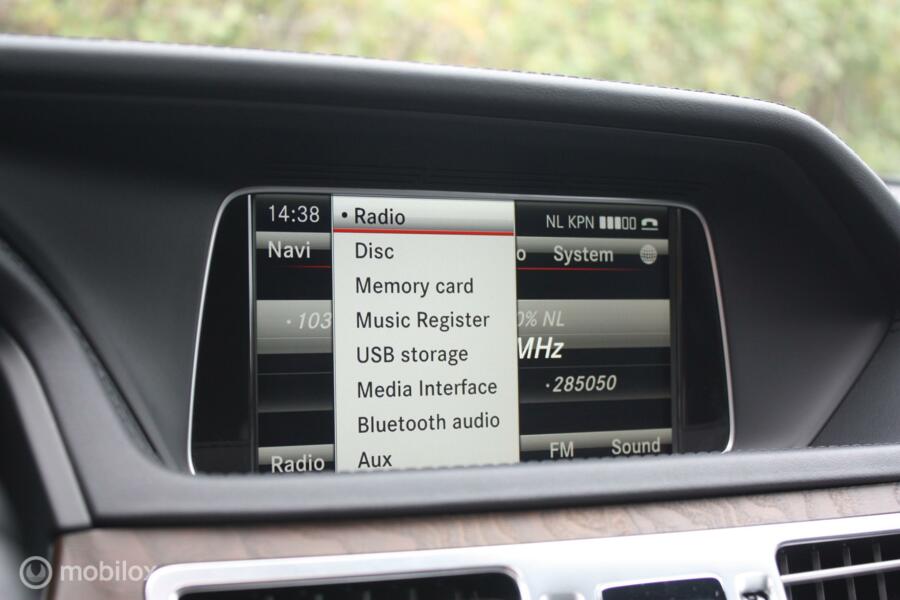 14:38
• Radio
NL KPN
Navi
Disc
o
System
Memory card
• 103
Music Register
0% NL
USB storage
MHz
Media Interface
•285050
Bluetooth audio
Radio
Aux
FM
Sound
mobilox